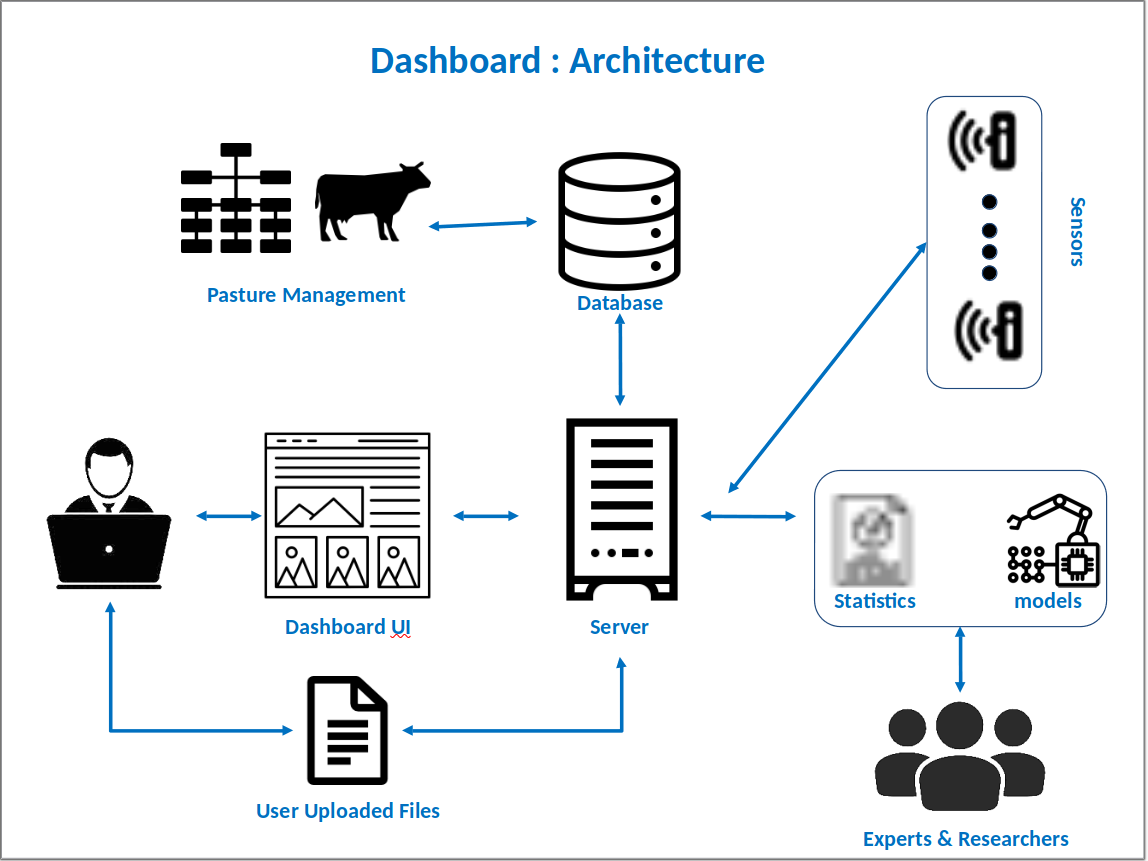 Dashboard : Architecture
Sensors
Pasture Management
Database
Statistics
models
Dashboard UI
Server
User Uploaded Files
Experts & Researchers